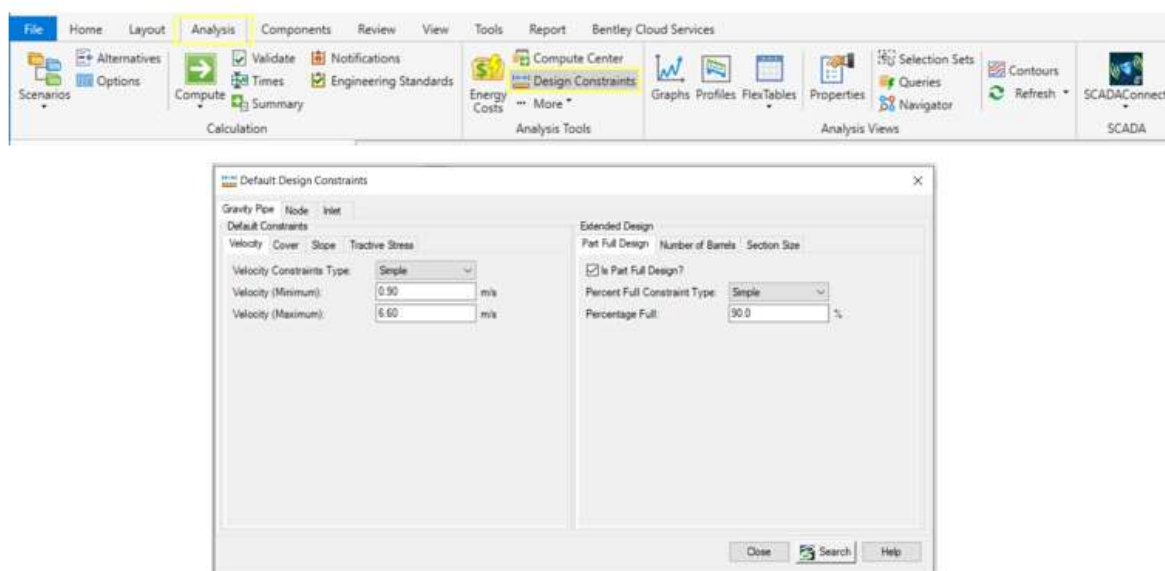 File Home Layout Analysis Components Review View Tools Report Bentley Cloud Services
Scenarios
Alternatives
Options
Compute
Validate
Times
Summary
Notifications
Engineering Standards
Calculation
Energy Costs
Compute Center
Design Constraints
More
Analysis Tools
Graphs Profiles FlexTables Properties
Selection Sets
Queries
Navigator
Contours
Refresh
Analysis Views
SCADAConnect
SCADA
Default Design Constraints
Gravity Pipe Node Inlet
Default Constraints
Velocity Cover Slope Tractive Stress
Velocity Constraints Type: Simple
Velocity (Minimum): 0.90 m/s
Velocity (Maximum): 6.60 m/s
Extended Design
Part Full Design Number of Barrels Section Size
Is Part Full Design?
Percent Full Constraint Type: Simple
Percentage Full: 90.0 %
Close Search Help